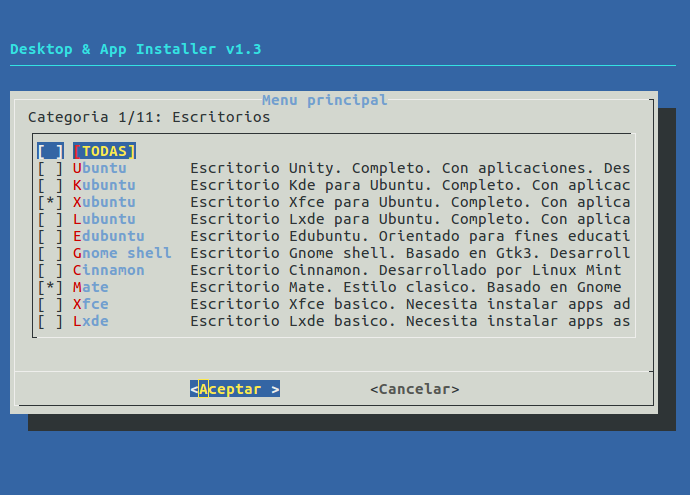 Desktop & App Installer v1.3
Menu principal
Categoria 1/11: Escritorios
[ ] [TODAS]
[ ] Ubuntu Escritorio Unity. Completo. Con aplicaciones. Des
[ ] Kubuntu Escritorio Kde para Ubuntu. Completo. Con aplicac
[*] Xubuntu Escritorio Xfce para Ubuntu. Completo. Con aplica
[ ] Lubuntu Escritorio Lxde para Ubuntu. Completo. Con aplica
[ ] Edubuntu Escritorio Edubuntu. Orientado para fines educati
[ ] Gnome shell Escritorio Gnome shell. Basado en Gtk3. Desarroll
[ ] Cinnamon Escritorio Cinnamon. Desarrollado por Linux Mint
[*] Mate Escritorio Mate. Estilo clasico. Basado en Gnome
[ ] Xfce Escritorio Xfce basico. Necesita instalar apps ad
[ ] Lxde Escritorio Lxde basico. Necesita instalar apps as
<Aceptar > <Cancelar>